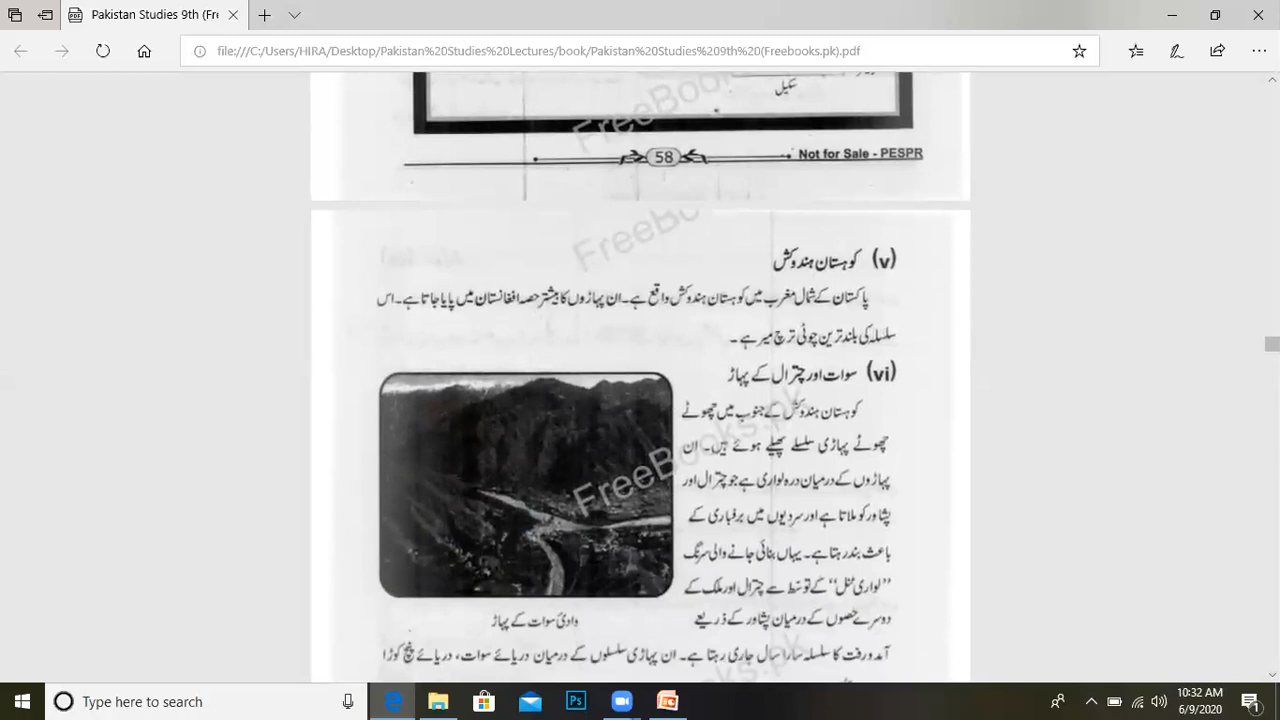 Pakistan Studies 9th (Fre
file:///C:/Users/HIRA/Desktop/Pakistan%20Studies%20Lectures/book/Pakistan%20Studies%209th%20(Freebooks.pk).pdf
سکیل
FreeBoo
58
Not for Sale - PESPR
FreeBo
(v) کوہستان ہندوکش
پاکستان کے شمال مغرب میں کوہستان ہندوکش واقع ہے۔ ان پہاڑوں کا بیشتر حصہ افغانستان میں پایا جاتا ہے۔ اس
سلسلہ کی بلند ترین چوٹی ترچ میر ہے۔
(vi) سوات اور چترال کے پہاڑ
کوہستان ہندوکش کے جنوب میں چھوٹے
چھوٹے پہاڑی سلسلے پھیلے ہوئے ہیں۔ ان
پہاڑوں کے درمیان درہ لواری ہے جو چترال اور
پشاور کو ملاتا ہے اور سردیوں میں برفباری کے
باعث بند رہتا ہے۔ یہاں بنائی جانے والی سرنگ
”لواری ٹنل“ کے توسط سے چترال اور ملک کے
دوسرے حصوں کے درمیان پشاور کے ذریعے
آمدورفت کا سلسلہ سارا سال جاری رہتا ہے۔ ان پہاڑی سلسلوں کے درمیان دریائے سوات، دریائے پنج کوڑا
وادیٔ سوات کے پہاڑ
FreeBooks.pk
Type here to search
10:32 AM
6/9/2020